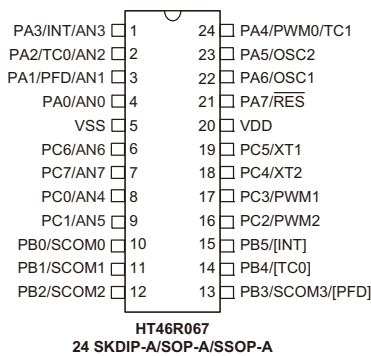 PA3/INT/AN3 1 24 PA4/PWM0/TC1
PA2/TC0/AN2 2 23 PA5/OSC2
PA1/PFD/AN1 3 22 PA6/OSC1
PA0/AN0 4 21 PA7/RES
VSS 5 20 VDD
PC6/AN6 6 19 PC5/XT1
PC7/AN7 7 18 PC4/XT2
PC0/AN4 8 17 PC3/PWM1
PC1/AN5 9 16 PC2/PWM2
PB0/SCOM0 10 15 PB5/[INT]
PB1/SCOM1 11 14 PB4/[TC0]
PB2/SCOM2 12 13 PB3/SCOM3/[PFD]
HT46R067
24 SKDIP-A/SOP-A/SSOP-A